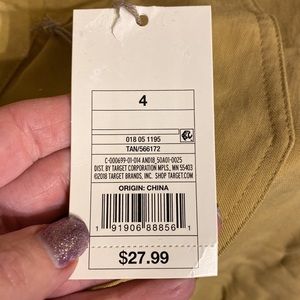 4
018 05 1195
TAN/566172
C-000699-01-014 AND18_50A01-0025
DIST. BY TARGET CORPORATION MPLS, MN 55403
©2018 TARGET BRANDS, INC. SHOP TARGET.COM
ORIGIN: CHINA
1 91906 88856 1
$27.99